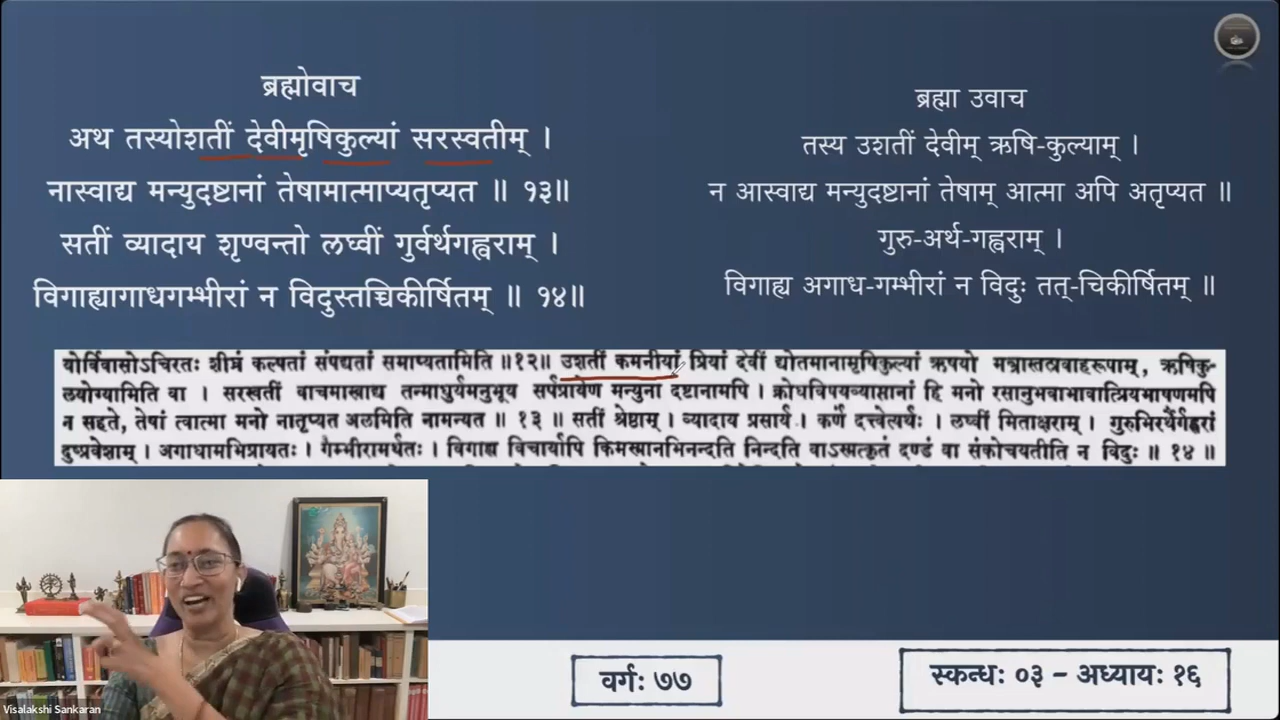 ब्रह्मोवाच
अथ तस्योशतीं देवीमृषिकुल्यां सरस्वतीम् ।
नास्वाद्य मन्युदष्टानां तेषामात्माप्यतृप्यत ॥ १३॥
सतीं व्यादाय शृण्वन्तो लघ्वीं गुर्वर्थगह्वराम् ।
विगाह्यागाधगम्भीरां न विदुस्तच्चिकीर्षितम् ॥ १४॥
ब्रह्मा उवाच
तस्य उशतीं देवीम् ऋषि-कुल्याम् ।
न आस्वाद्य मन्युदष्टानां तेषाम् आत्मा अपि अतृप्यत ॥
गुरु-अर्थ-गह्वराम् ।
विगाह्य अगाध-गम्भीरां न विदुः तत्-चिकीर्षितम् ॥
योर्विवासोऽचिरतः शीघ्रं कल्पतां संपद्यतां समाप्यतामिति ॥१२॥ उशतीं कमनीयां प्रियां देवीं द्योतमानामृषिकुल्यां ऋषयो मन्त्रास्तत्प्रवाहरूपाम्, ऋषिकु-
लयोग्यामिति वा । सरस्वतीं वाचमास्वाद्य तन्माधुर्यमनुभूय सर्पप्रायेण मन्युना दष्टानामपि । क्रोधविषयव्याप्तानां हि मनो रसानुभवाभावात्प्रियभाषणमपि
न सहते, तेषां त्वात्मा मनो नातृप्यत अलमिति नामन्यत ॥ १३ ॥ सतीं श्रेष्ठाम् । व्यादाय प्रसार्य । कर्णं दत्त्वेत्यर्थः । लघ्वीं मिताक्षराम् । गुरुभिरर्थैर्गह्वरां
दुष्प्रवेशाम् । अगाधामभिप्रायतः । गम्भीरामर्थतः । विगाह्य विचार्यापि किमस्मानभिनन्दति निन्दति वाऽस्मत्कृतं दण्डं वा संकोचयतीति न विदुः ॥ १४ ॥
Visalakshi Sankaran
वर्गः ७७
स्कन्धः ०३ – अध्यायः १६